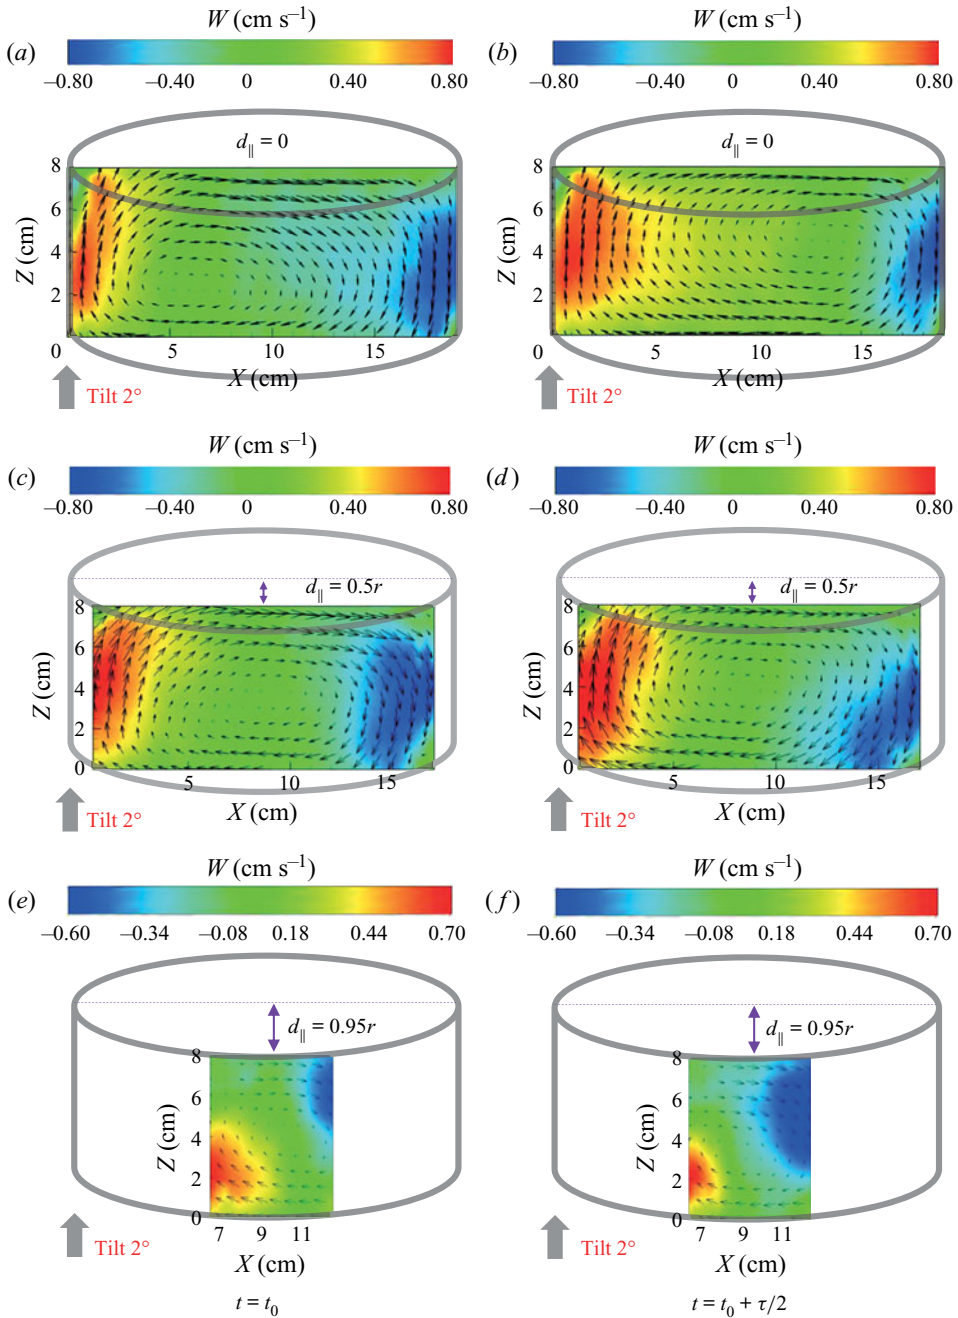 W (cm s⁻¹)
W (cm s⁻¹)
(a)
(b)
−0.80 −0.40 0 0.40 0.80
−0.80 −0.40 0 0.40 0.80
d∥ = 0
d∥ = 0
8
6
4
2
0
Z (cm)
5 10 15
X (cm)
Tilt 2°
8
6
4
2
0
Z (cm)
5 10 15
X (cm)
Tilt 2°
W (cm s⁻¹)
W (cm s⁻¹)
(c)
(d)
−0.80 −0.40 0 0.40 0.80
−0.80 −0.40 0 0.40 0.80
d∥ = 0.5r
d∥ = 0.5r
8
6
4
2
0
Z (cm)
5 10 15
X (cm)
Tilt 2°
8
6
4
2
0
Z (cm)
5 10 15
X (cm)
Tilt 2°
W (cm s⁻¹)
W (cm s⁻¹)
(e)
(f)
−0.60 −0.34 −0.08 0.18 0.44 0.70
−0.60 −0.34 −0.08 0.18 0.44 0.70
d∥ = 0.95r
d∥ = 0.95r
8
6
4
2
0
Z (cm)
7 9 11
X (cm)
Tilt 2°
8
6
4
2
0
Z (cm)
7 9 11
X (cm)
Tilt 2°
t = t₀
t = t₀ + τ/2